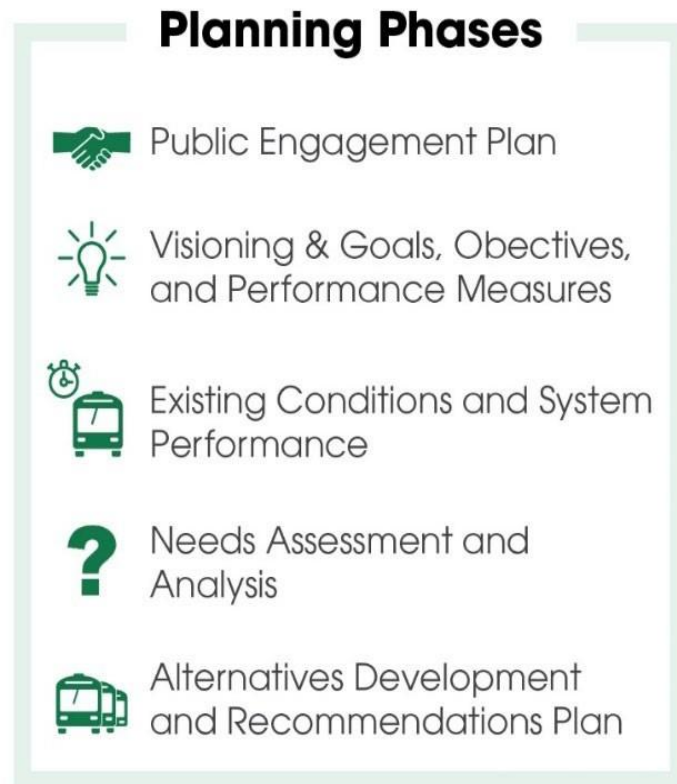 Planning Phases
Public Engagement Plan
Visioning & Goals, Obectives,
and Performance Measures
Existing Conditions and System
Performance
Needs Assessment and
Analysis
Alternatives Development
and Recommendations Plan